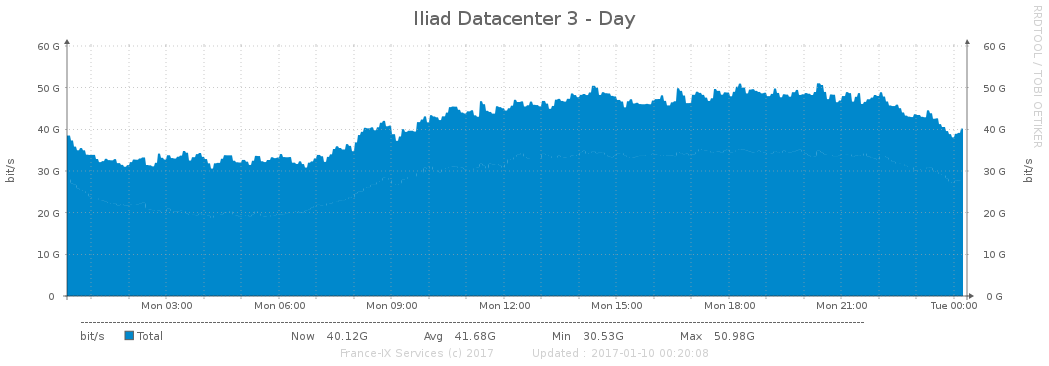 Iliad Datacenter 3 - Day
RRDTOOL / TOBI OETIKER
60 G 60 G
50 G 50 G
40 G 40 G
30 G 30 G
20 G 20 G
10 G 10 G
0 0 G
bit/s bit/s
Mon 03:00 Mon 06:00 Mon 09:00 Mon 12:00 Mon 15:00 Mon 18:00 Mon 21:00 Tue 00:00
bit/s Total Now 40.12G Avg 41.68G Min 30.53G Max 50.98G
France-IX Services (c) 2017 Updated : 2017-01-10 00:20:08